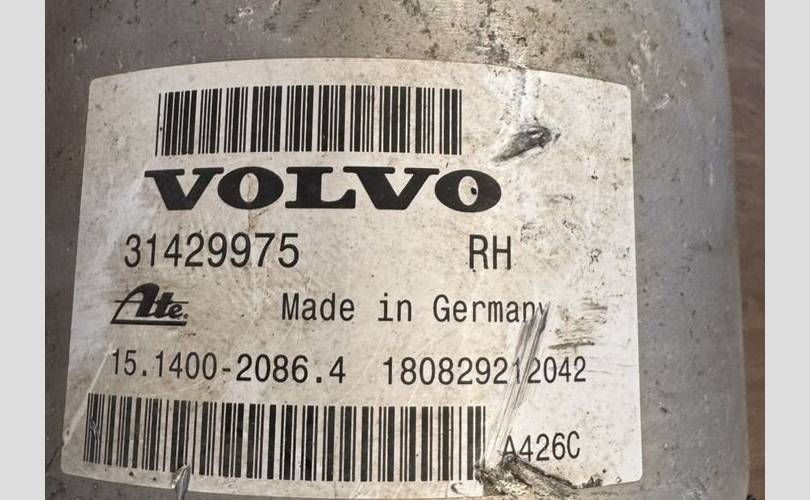 VOLVO
31429975 RH
Ate. Made in Germany
15.1400-2086.4 180829212042
A426C